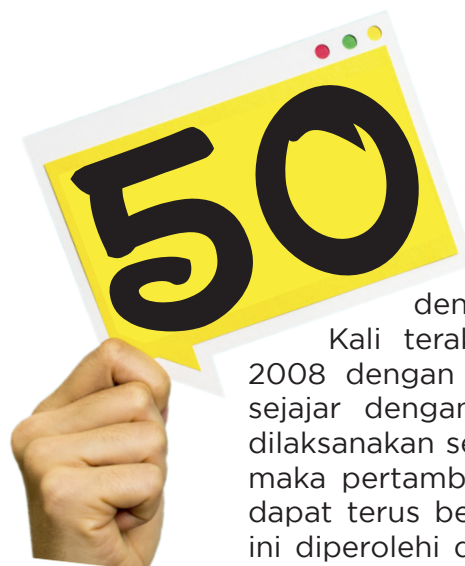 50
den
Kali teral
2008 dengan
sejajar dengan
dilaksanakan se
maka pertamb
dapat terus be
ini diperolehi d